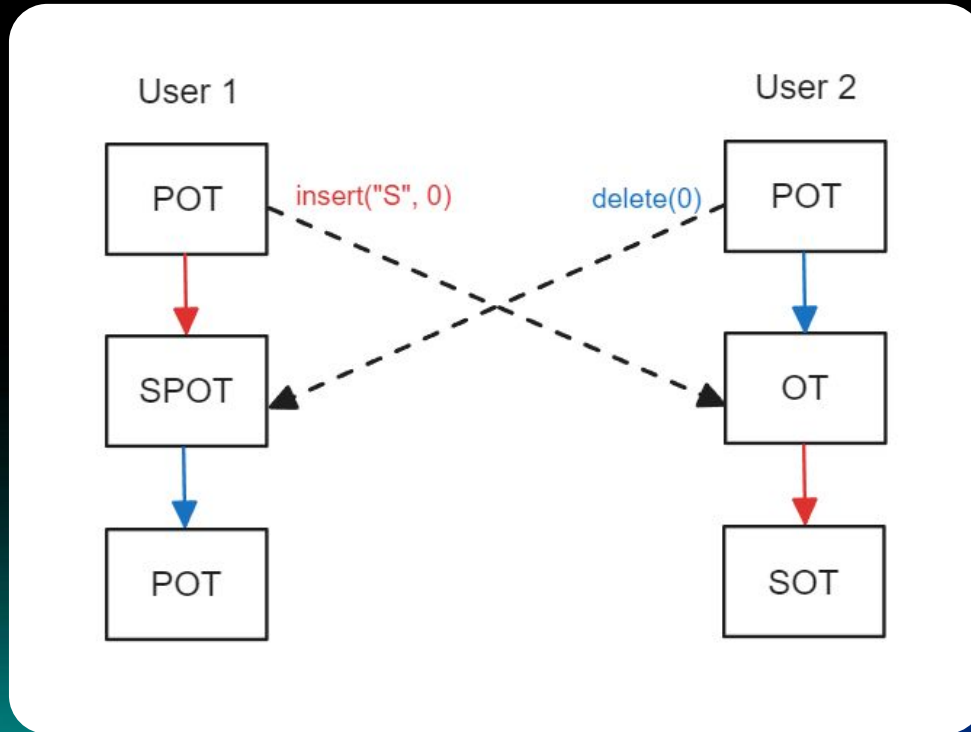 User 1
User 2
POT
insert("S", 0)
delete(0)
POT
SPOT
OT
POT
SOT